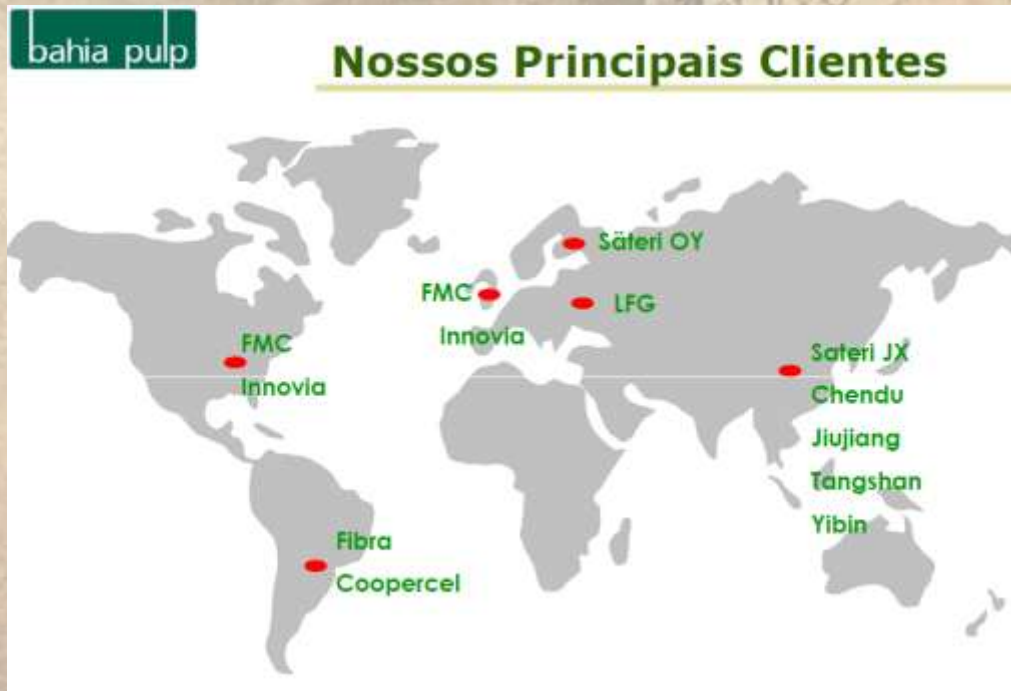 bahia pulp
Nossos Principais Clientes
Säteri OY
FMC
Innovia
LFG
FMC
Innovia
Sateri JX
Chendu
Jiujiang
Tangshan
Yibin
Fibra
Coopercel